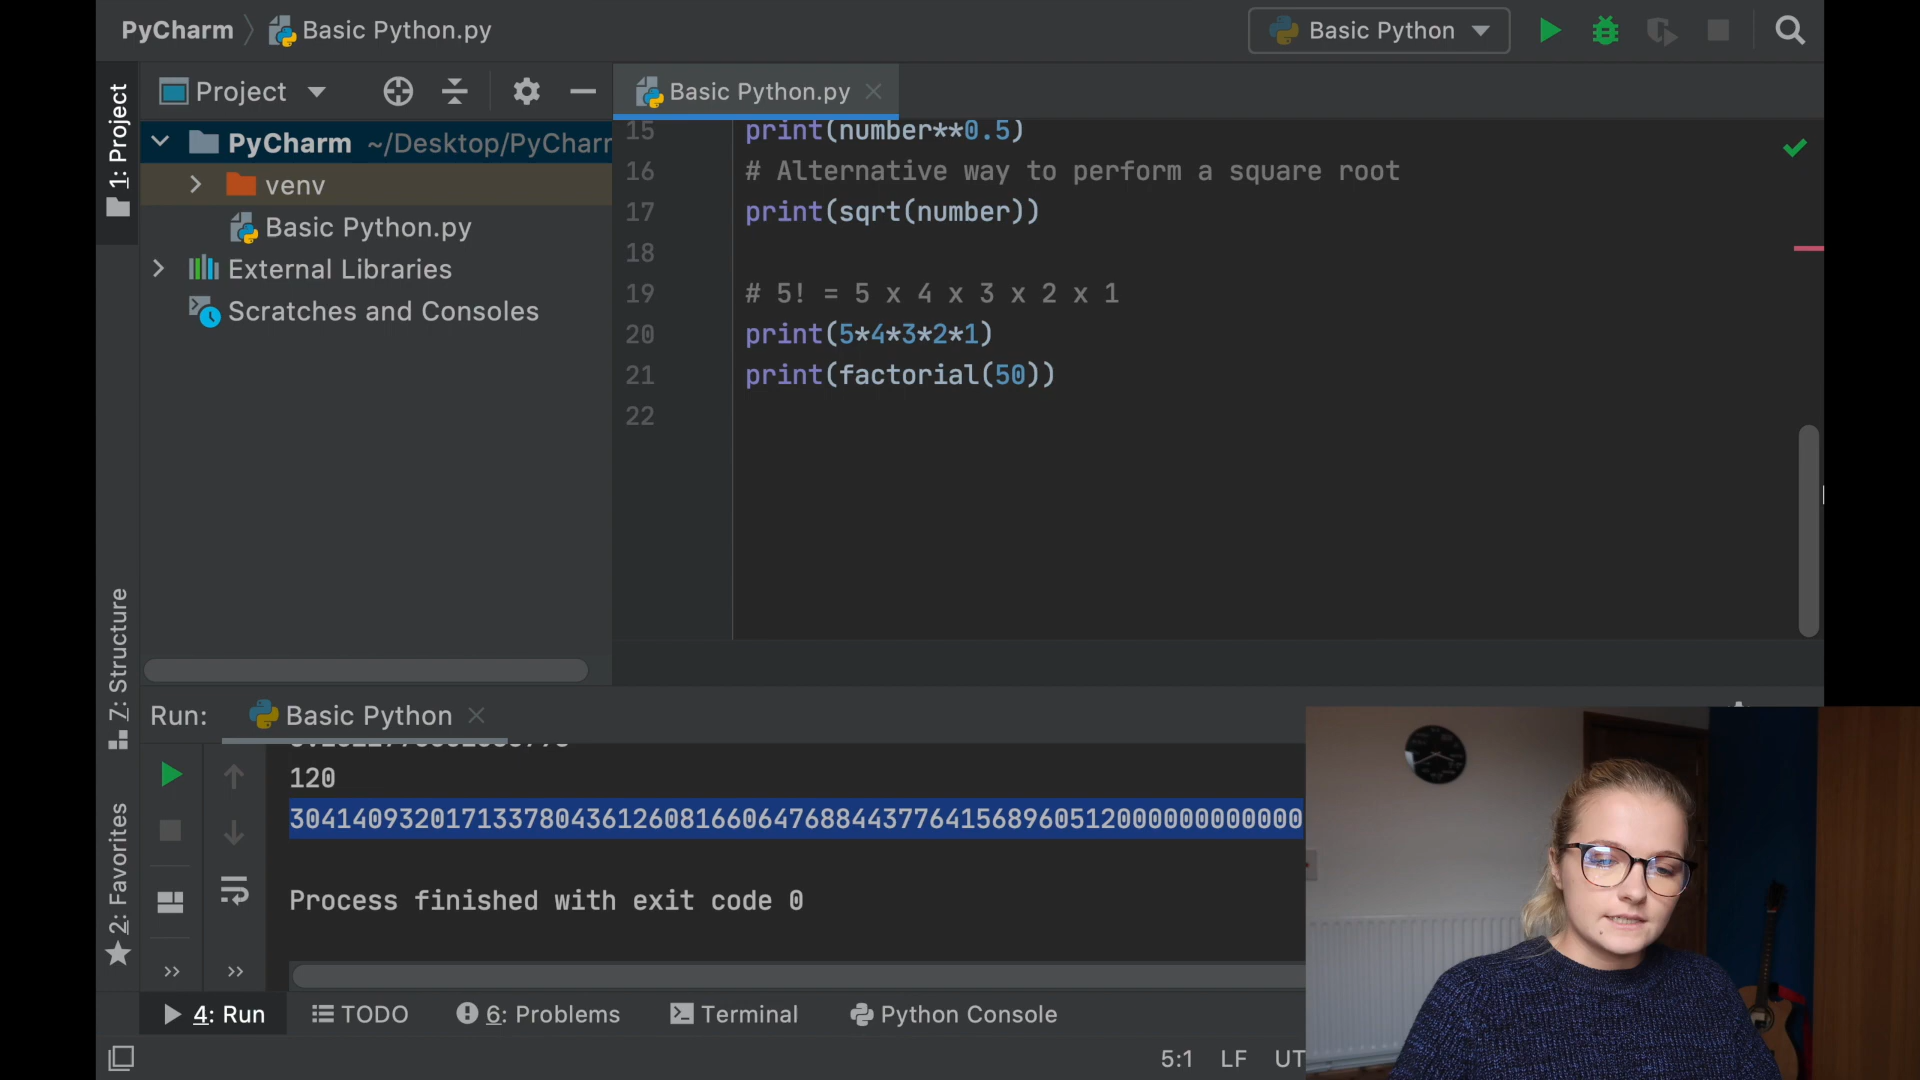 PyCharm Basic Python.py
Basic Python
1: Project
Project
Basic Python.py
PyCharm ~/Desktop/PyCharm
venv
Basic Python.py
External Libraries
Scratches and Consoles
15 print(number**0.5)
16 # Alternative way to perform a square root
17 print(sqrt(number))
18
19 # 5! = 5 x 4 x 3 x 2 x 1
20 print(5*4*3*2*1)
21 print(factorial(50))
22
Z: Structure
2: Favorites
Run: Basic Python
120
30414093201713378043612608166064768844377641568960512000000000000
Process finished with exit code 0
4: Run TODO 6: Problems Terminal Python Console
5:1 LF UT